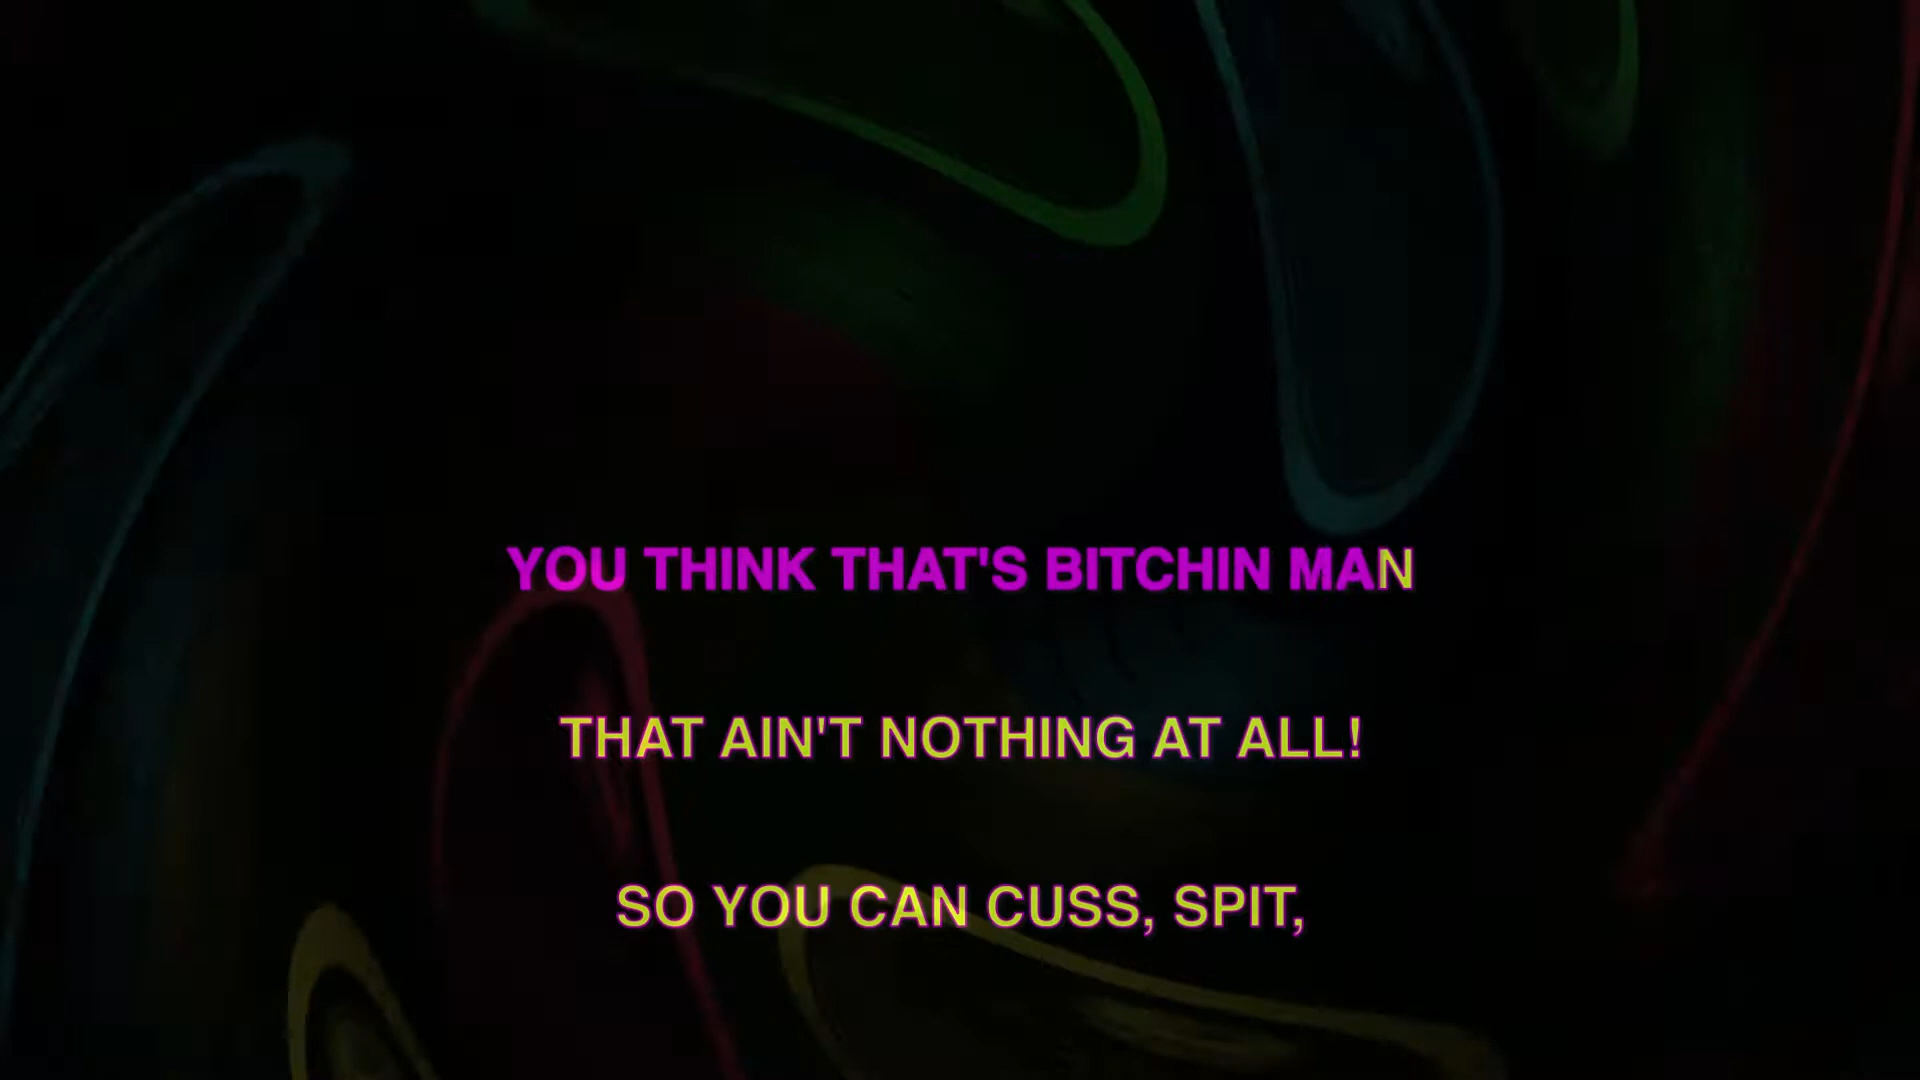 YOU THINK THAT'S BITCHIN MAN
THAT AIN'T NOTHING AT ALL!
SO YOU CAN CUSS, SPIT,